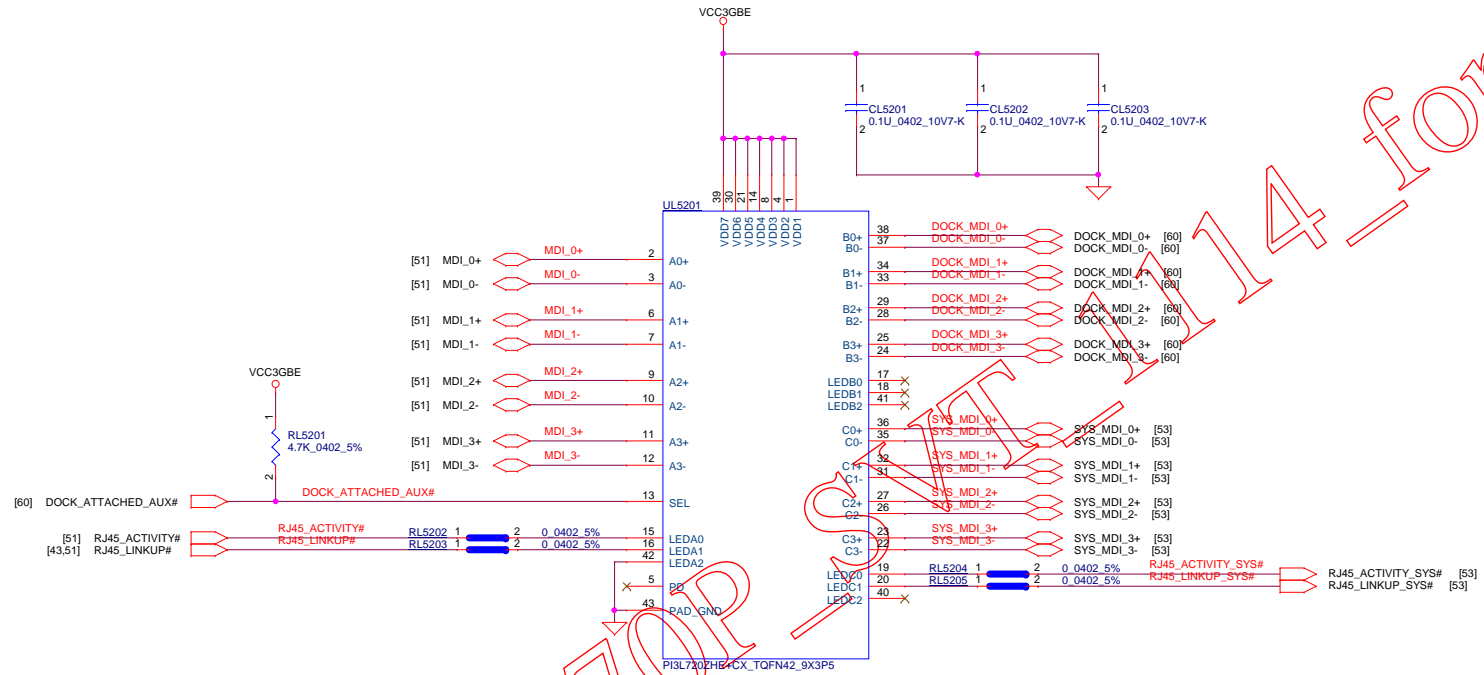 VCC3GBE
1 1 1
CL5201 CL5202 CL5203
0.1U_0402_10V7-K 0.1U_0402_10V7-K 0.1U_0402_10V7-K
2 2 2
UL5201
39 30 21 14 8 4 1
VDD7 VDD6 VDD5 VDD4 VDD3 VDD2 VDD1
[51] MDI_0+ MDI_0+ 2 A0+
[51] MDI_0- MDI_0- 3 A0-
[51] MDI_1+ MDI_1+ 6 A1+
[51] MDI_1- MDI_1- 7 A1-
[51] MDI_2+ MDI_2+ 9 A2+
[51] MDI_2- MDI_2- 10 A2-
[51] MDI_3+ MDI_3+ 11 A3+
[51] MDI_3- MDI_3- 12 A3-
VCC3GBE
1
RL5201
4.7K_0402_5%
2
[60] DOCK_ATTACHED_AUX# DOCK_ATTACHED_AUX# 13 SEL
[51] RJ45_ACTIVITY# RJ45_ACTIVITY# RL5202 1 2 0_0402_5% 15 LEDA0
[43,51] RJ45_LINKUP# RJ45_LINKUP# RL5203 1 2 0_0402_5% 16 LEDA1
42 LEDA2
5 PD
43 PAD_GND
B0+ 38 DOCK_MDI_0+ DOCK_MDI_0+ [60]
B0- 37 DOCK_MDI_0- DOCK_MDI_0- [60]
B1+ 34 DOCK_MDI_1+ DOCK_MDI_1+ [60]
B1- 33 DOCK_MDI_1- DOCK_MDI_1- [60]
B2+ 29 DOCK_MDI_2+ DOCK_MDI_2+ [60]
B2- 28 DOCK_MDI_2- DOCK_MDI_2- [60]
B3+ 25 DOCK_MDI_3+ DOCK_MDI_3+ [60]
B3- 24 DOCK_MDI_3- DOCK_MDI_3- [60]
LEDB0 17
LEDB1 18
LEDB2 41
C0+ 36 SYS_MDI_0+ SYS_MDI_0+ [53]
C0- 35 SYS_MDI_0- SYS_MDI_0- [53]
C1+ 32 SYS_MDI_1+ SYS_MDI_1+ [53]
C1- 31 SYS_MDI_1- SYS_MDI_1- [53]
C2+ 27 SYS_MDI_2+ SYS_MDI_2+ [53]
C2- 26 SYS_MDI_2- SYS_MDI_2- [53]
C3+ 23 SYS_MDI_3+ SYS_MDI_3+ [53]
C3- 22 SYS_MDI_3- SYS_MDI_3- [53]
LEDC0 19 RL5204 1 2 0_0402_5% RJ45_ACTIVITY_SYS# RJ45_ACTIVITY_SYS# [53]
LEDC1 20 RL5205 1 2 0_0402_5% RJ45_LINKUP_SYS# RJ45_LINKUP_SYS# [53]
LEDC2 40
PI3L720ZHE+CX_TQFN42_9X3P5